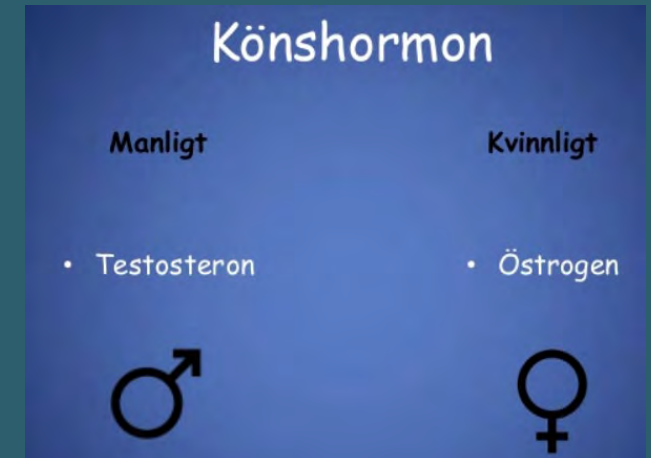 Könshormon
Manligt
Kvinnligt
• Testosteron
• Östrogen